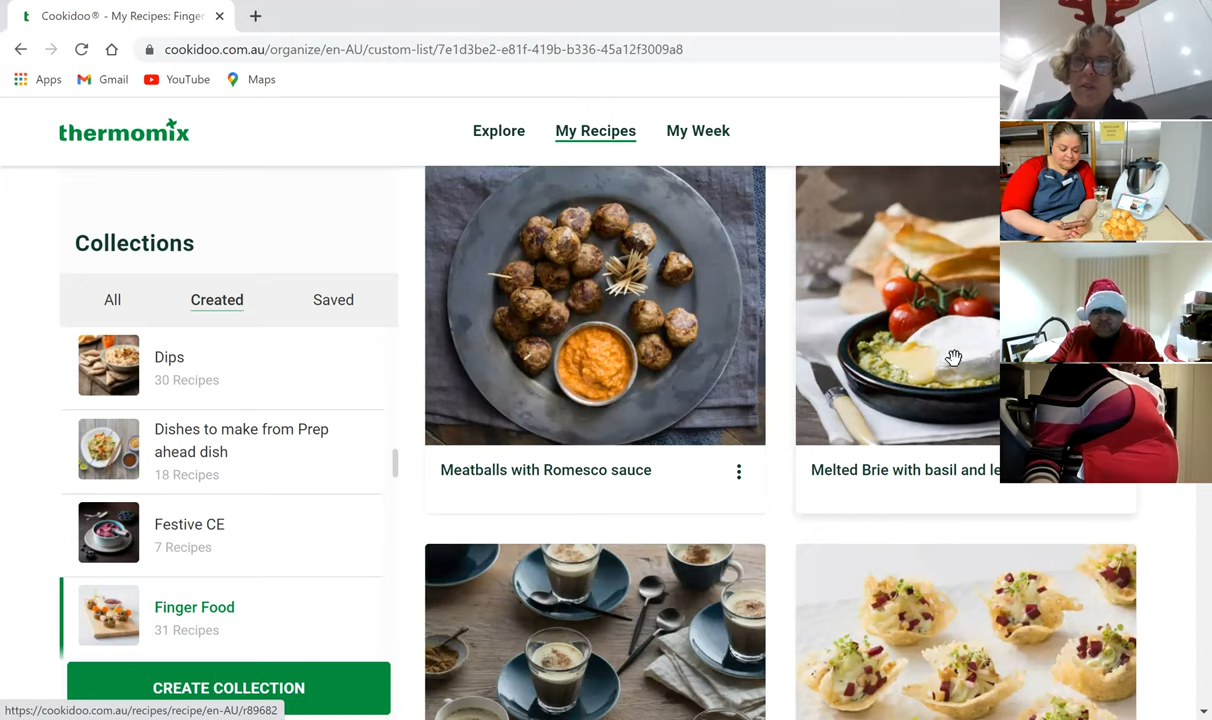 Cookidoo® - My Recipes: Finger
cookidoo.com.au/organize/en-AU/custom-list/7e1d3be2-e81f-419b-b336-45a12f3009a8
Apps
Gmail
YouTube
Maps
thermomix
Explore
My Recipes
My Week
Collections
All
Created
Saved
Dips
30 Recipes
Dishes to make from Prep
ahead dish
18 Recipes
Festive CE
7 Recipes
Finger Food
31 Recipes
CREATE COLLECTION
Meatballs with Romesco sauce
Melted Brie with basil and le
https://cookidoo.com.au/recipes/recipe/en-AU/r89682